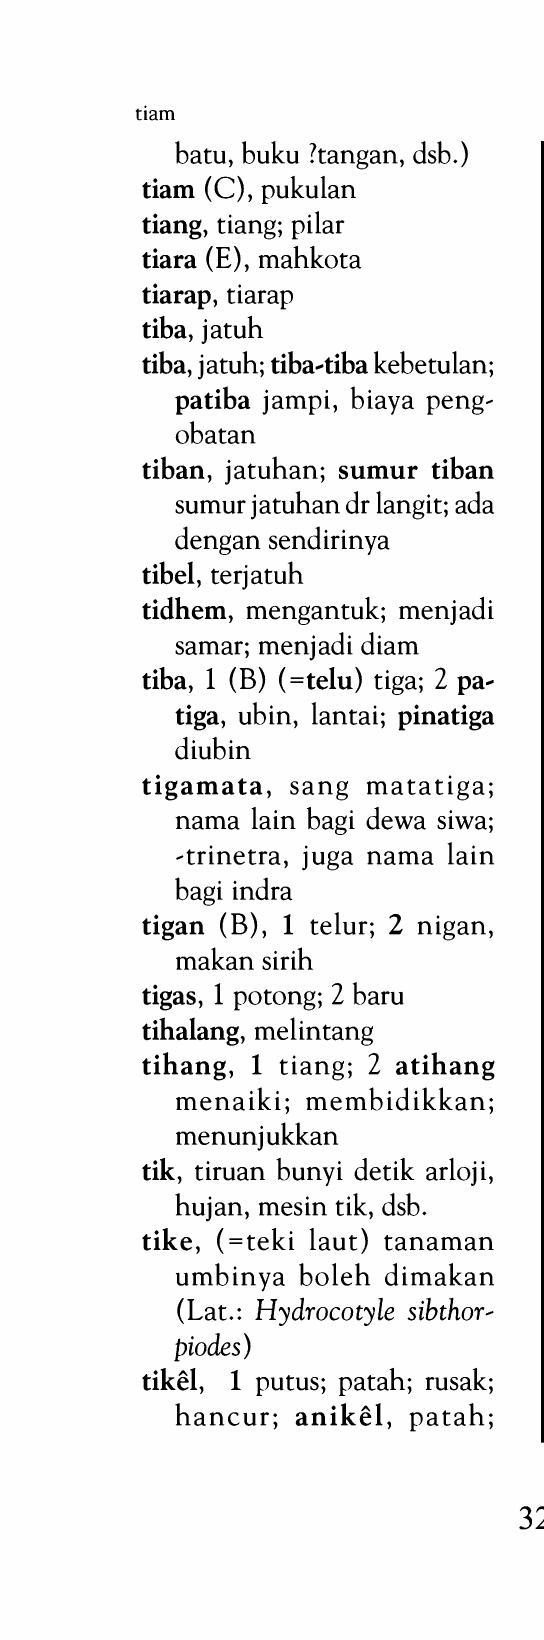 tiam
batu, buku ?tangan, dsb.)
tiam (C), pukulan
tiang, tiang; pilar
tiara (E), mahkota
tiarap, tiarap
tiba, jatuh
tiba, jatuh; tiba-tiba kebetulan;
patiba jampi, biaya peng-
obatan
tiban, jatuhan; sumur tiban
sumur jatuhan dr langit; ada
dengan sendirinya
tibel, terjatuh
tidhem, mengantuk; menjadi
samar; menjadi diam
tiba, 1 (B) (=telu) tiga; 2 pa-
tiga, ubin, lantai; pinatiga
diubin
tigamata, sang matatiga;
nama lain bagi dewa siwa;
-trinetra, juga nama lain
bagi indra
tigan (B), 1 telur; 2 nigan,
makan sirih
tigas, 1 potong; 2 baru
tihalang, melintang
tihang, 1 tiang; 2 atihang
menaiki; membidikkan;
menunjukkan
tik, tiruan bunyi detik arloji,
hujan, mesin tik, dsb.
tike, (=teki laut) tanaman
umbinya boleh dimakan
(Lat.: Hydrocotyle sibthor-
piodes)
tikêl, 1 putus; patah; rusak;
hancur; anikêl, patah;